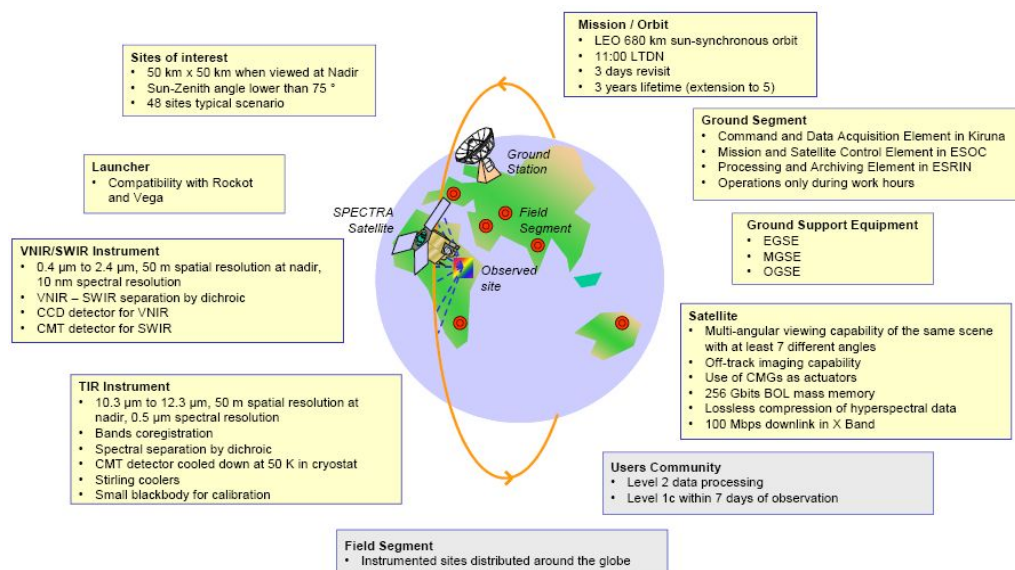 Mission / Orbit
• LEO 680 km sun-synchronous orbit
• 11:00 LTDN
• 3 days revisit
• 3 years lifetime (extension to 5)
Sites of interest
• 50 km x 50 km when viewed at Nadir
• Sun-Zenith angle lower than 75 °
• 48 sites typical scenario
Ground Segment
• Command and Data Acquisition Element in Kiruna
• Mission and Satellite Control Element in ESOC
• Processing and Archiving Element in ESRIN
• Operations only during work hours
Launcher
• Compatibility with Rockot
and Vega
Ground
Station
SPECTRA
Satellite
Field
Segment
Observed
site
Ground Support Equipment
• EGSE
• MGSE
• OGSE
VNIR/SWIR Instrument
• 0.4 µm to 2.4 µm, 50 m spatial resolution at nadir,
10 nm spectral resolution
• VNIR – SWIR separation by dichroic
• CCD detector for VNIR
• CMT detector for SWIR
Satellite
• Multi-angular viewing capability of the same scene
with at least 7 different angles
• Off-track imaging capability
• Use of CMGs as actuators
• 256 Gbits BOL mass memory
• Lossless compression of hyperspectral data
• 100 Mbps downlink in X Band
TIR Instrument
• 10.3 µm to 12.3 µm, 50 m spatial resolution at
nadir, 0.5 µm spectral resolution
• Bands coregistration
• Spectral separation by dichroic
• CMT detector cooled down at 50 K in cryostat
• Stirling coolers
• Small blackbody for calibration
Users Community
• Level 2 data processing
• Level 1c within 7 days of observation
Field Segment
• Instrumented sites distributed around the globe